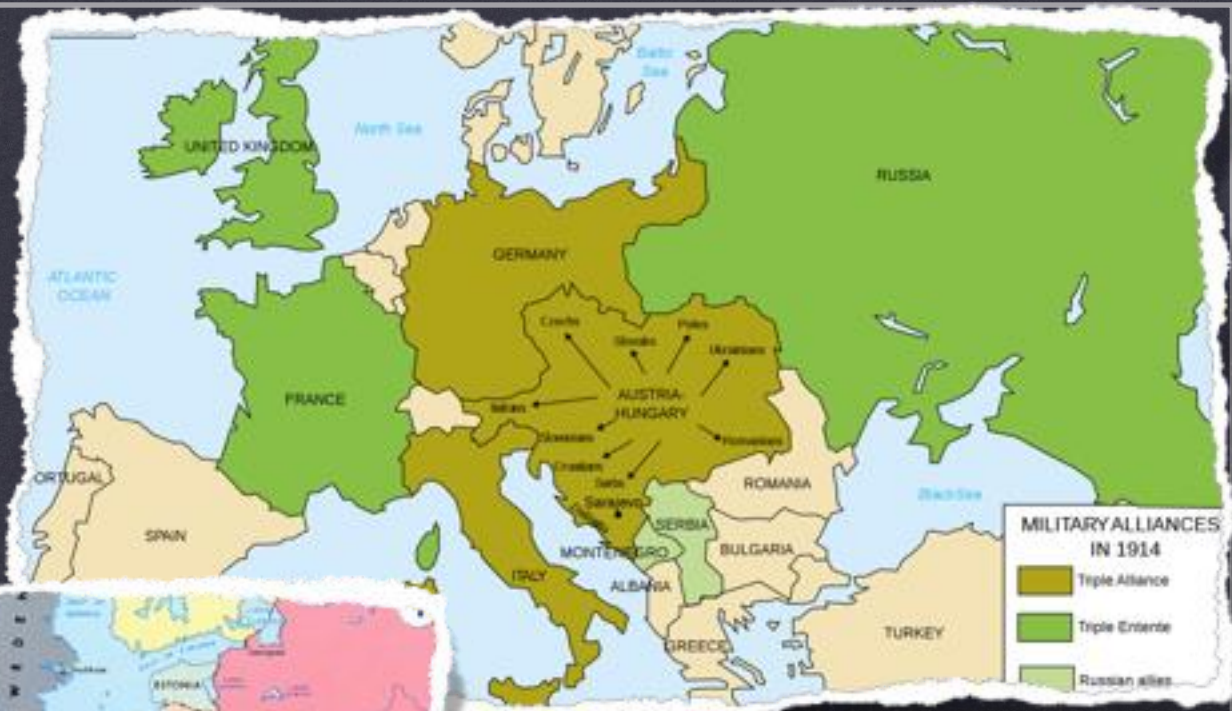 Baltic
Sea
North Sea
UNITED KINGDOM
RUSSIA
GERMANY
ATLANTIC
OCEAN
Czechs
Slovaks
Poles
Ukrainians
FRANCE
AUSTRIA-
HUNGARY
Slovenians
Romanians
Croatians
Serbs
Sarajevo
ORTUGAL
SPAIN
ROMANIA
Black Sea
SERBIA
BULGARIA
MONTENEGRO
ITALY
ALBANIA
GREECE
TURKEY
MILITARY ALLIANCES
IN 1914
Triple Alliance
Triple Entente
Russian allies
ESTONIA